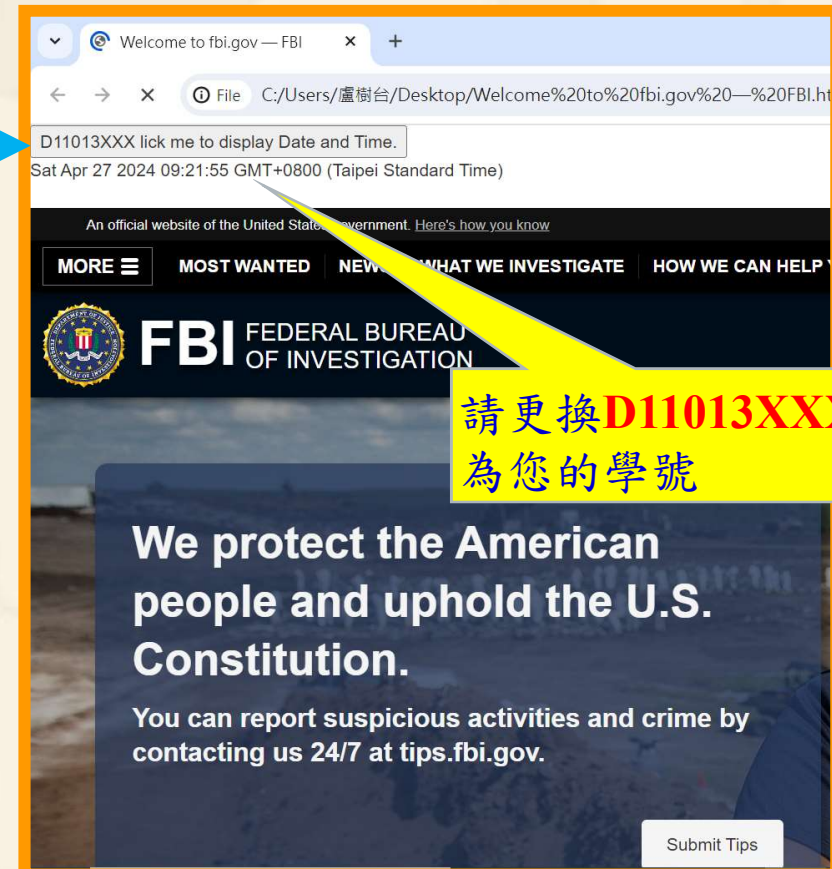 Welcome to fbi.gov — FBI
File C:/Users/盧樹台/Desktop/Welcome%20to%20fbi.gov%20—%20FBI.ht
D11013XXX lick me to display Date and Time.
Sat Apr 27 2024 09:21:55 GMT+0800 (Taipei Standard Time)
An official website of the United States government. Here's how you know
MORE MOST WANTED NEWS WHAT WE INVESTIGATE HOW WE CAN HELP Y
FBI FEDERAL BUREAU
OF INVESTIGATION
請更換D11013XXX
為您的學號
We protect the American
people and uphold the U.S.
Constitution.
You can report suspicious activities and crime by
contacting us 24/7 at tips.fbi.gov.
Submit Tips